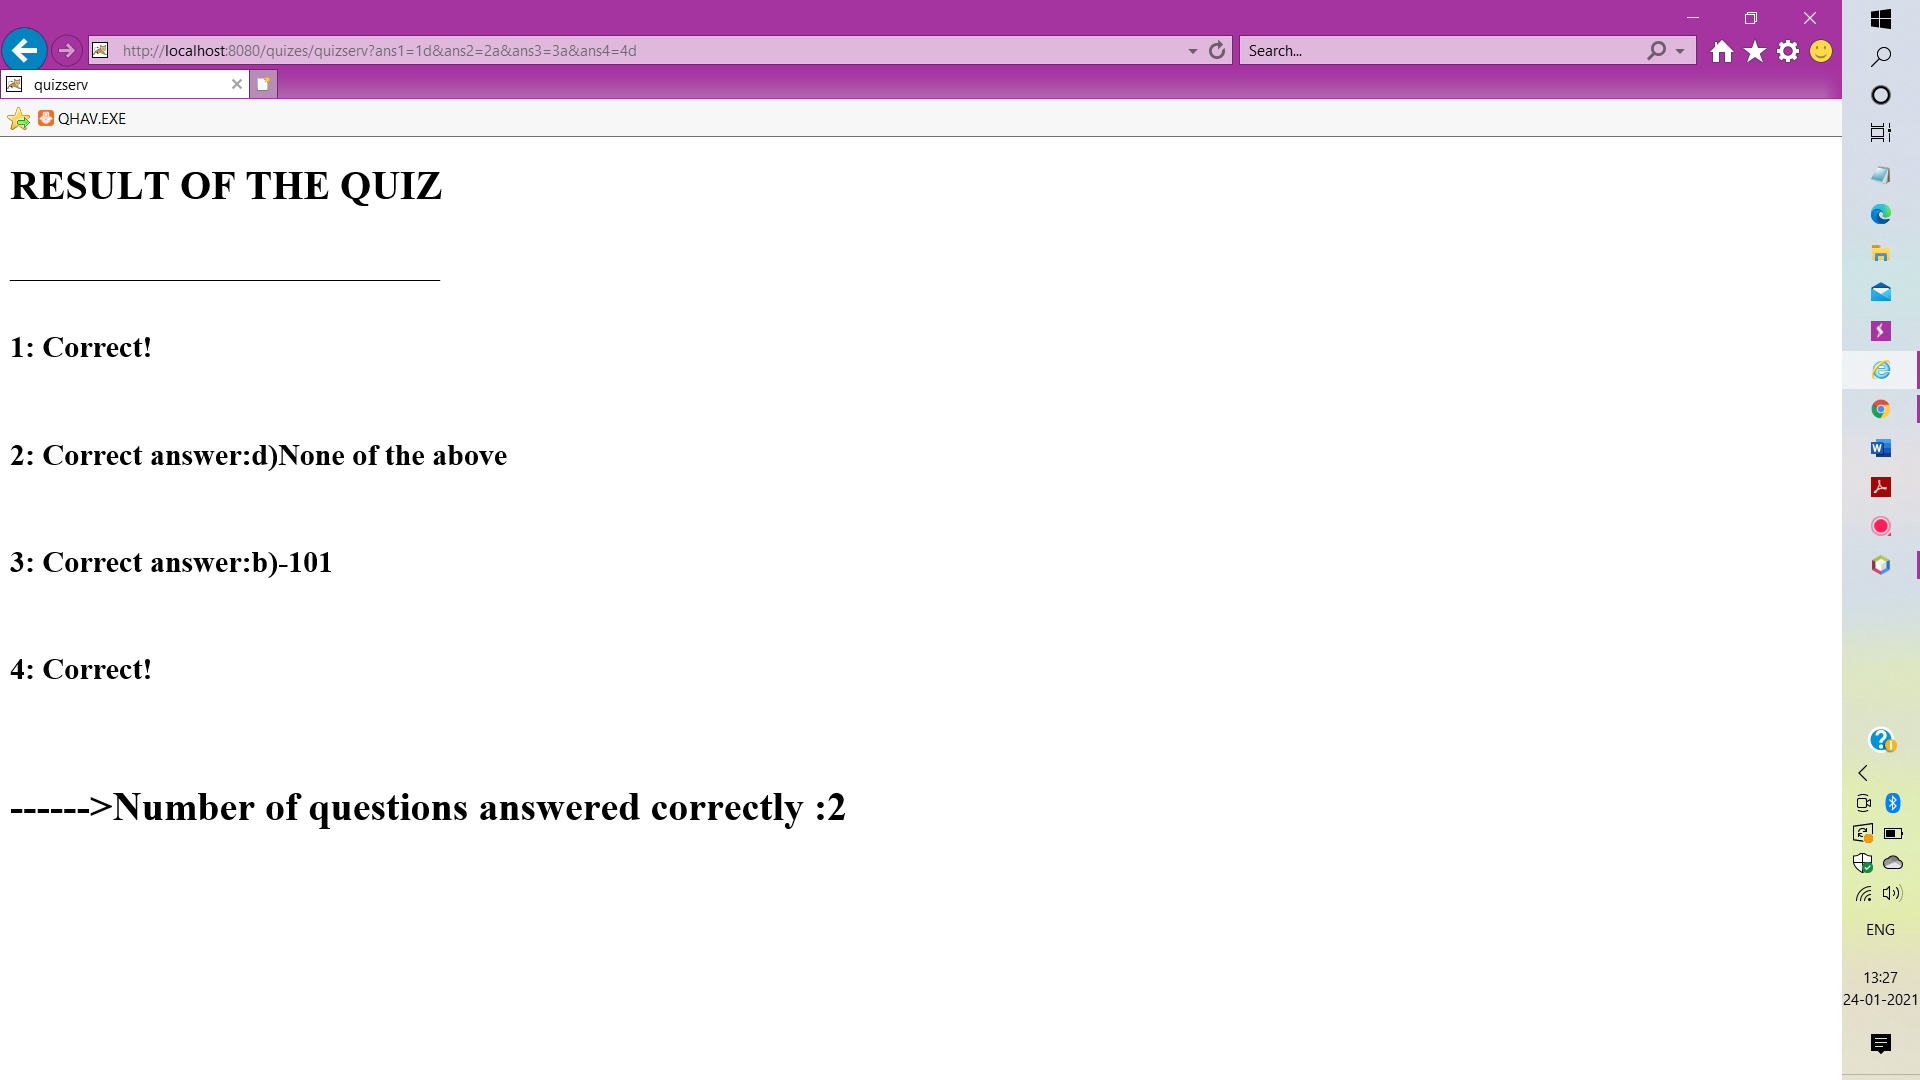 http://localhost:8080/quizes/quizserv?ans1=1d&ans2=2a&ans3=3a&ans4=4d
Search...
quizserv
QHAV.EXE
RESULT OF THE QUIZ
1: Correct!
2: Correct answer:d)None of the above
3: Correct answer:b)-101
4: Correct!
------>Number of questions answered correctly :2
ENG
13:27
24-01-2021